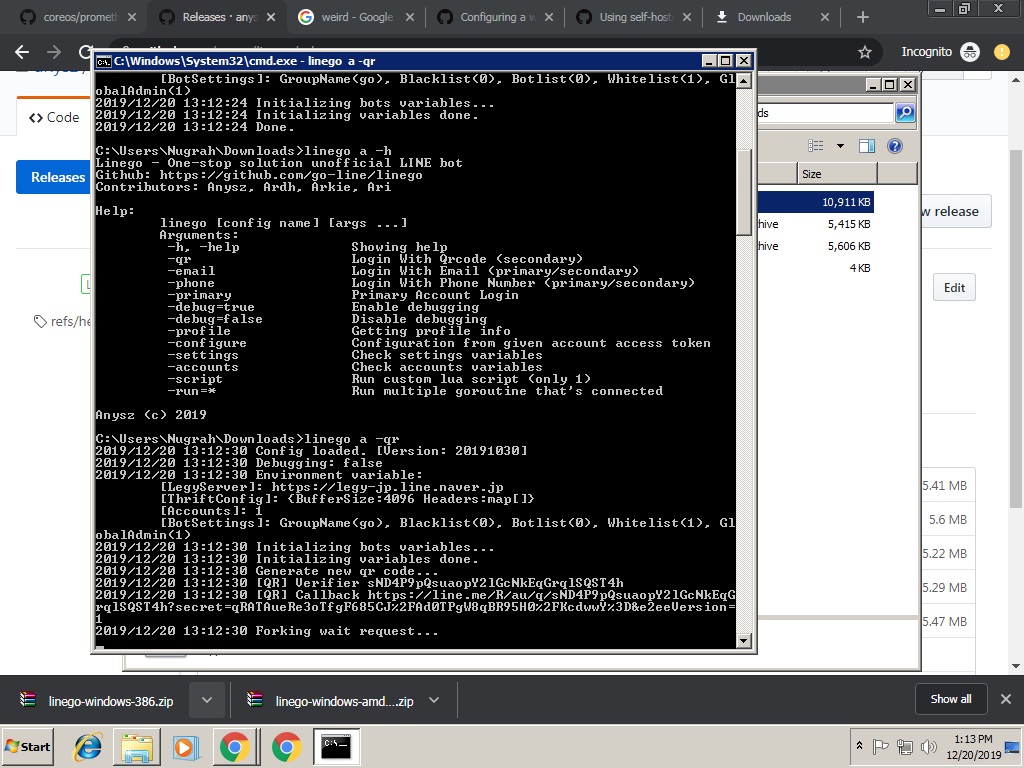 coreos/prometh
Releases · anys
weird - Google
Configuring a w
Using self-host
Downloads
Incognito
C:\Windows\System32\cmd.exe - linego a -qr
[BotSettings]: GroupName(go), Blacklist(0), Botlist(0), Whitelist(1), Gl
obalAdmin(1)
2019/12/20 13:12:24 Initializing bots variables...
2019/12/20 13:12:24 Initializing variables done.
2019/12/20 13:12:24 Done.
C:\Users\Nugrah\Downloads>linego a -h
Linego - One-stop solution unofficial LINE bot
Github: https://github.com/go-line/linego
Contributors: Anysz, Ardh, Arkie, Ari
Help:
linego [config name] [args ...]
Arguments:
-h, -help Showing help
-qr Login With Qrcode (secondary)
-email Login With Email (primary/secondary)
-phone Login With Phone Number (primary/secondary)
-primary Primary Account Login
-debug=true Enable debugging
-debug=false Disable debugging
-profile Getting profile info
-configure Configuration from given account access token
-settings Check settings variables
-accounts Check accounts variables
-script Run custom lua script (only 1)
-run=* Run multiple goroutine that's connected
Anysz (c) 2019
C:\Users\Nugrah\Downloads>linego a -qr
2019/12/20 13:12:30 Config loaded. [Version: 20191030]
2019/12/20 13:12:30 Debugging: false
2019/12/20 13:12:30 Environment variable:
[LegyServer]: https://legy-jp.line.naver.jp
[ThriftConfig]: {BufferSize:4096 Headers:map[]}
[Accounts]: 1
[BotSettings]: GroupName(go), Blacklist(0), Botlist(0), Whitelist(1), Gl
obalAdmin(1)
2019/12/20 13:12:30 Initializing bots variables...
2019/12/20 13:12:30 Initializing variables done.
2019/12/20 13:12:30 Generate new qr code...
2019/12/20 13:12:30 [QR] Verifier sND4P9pQsuaopY2lGcNkEqGrqlSQST4h
2019/12/20 13:12:30 [QR] Callback https://line.me/R/au/q/sND4P9pQsuaopY2lGcNkEqG
rqlSQST4h?secret=qRATAueRe3oTfgF685CJ%2FAd0TPgW8qBR95H0%2FKcdwwY%3D&e2eeVersion=
1
2019/12/20 13:12:30 Forking wait request...
Code
Releases
refs/he
ds
Size
10,911 KB
hive 5,415 KB
hive 5,606 KB
4 KB
w release
Edit
5.41 MB
5.6 MB
5.22 MB
5.29 MB
5.47 MB
linego-windows-386.zip
linego-windows-amd....zip
Show all
Start
1:13 PM
12/20/2019